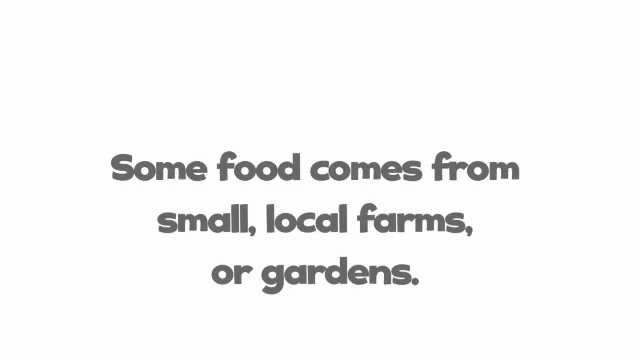 Some food comes from
small, local farms,
or gardens.